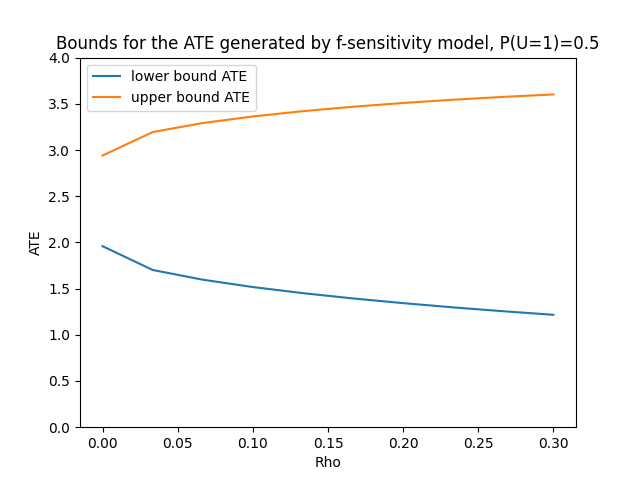 Bounds for the ATE generated by f-sensitivity model, P(U=1)=0.5
lower bound ATE
upper bound ATE
4.0
3.5
3.0
2.5
2.0
1.5
1.0
0.5
0.0
ATE
0.00 0.05 0.10 0.15 0.20 0.25 0.30
Rho